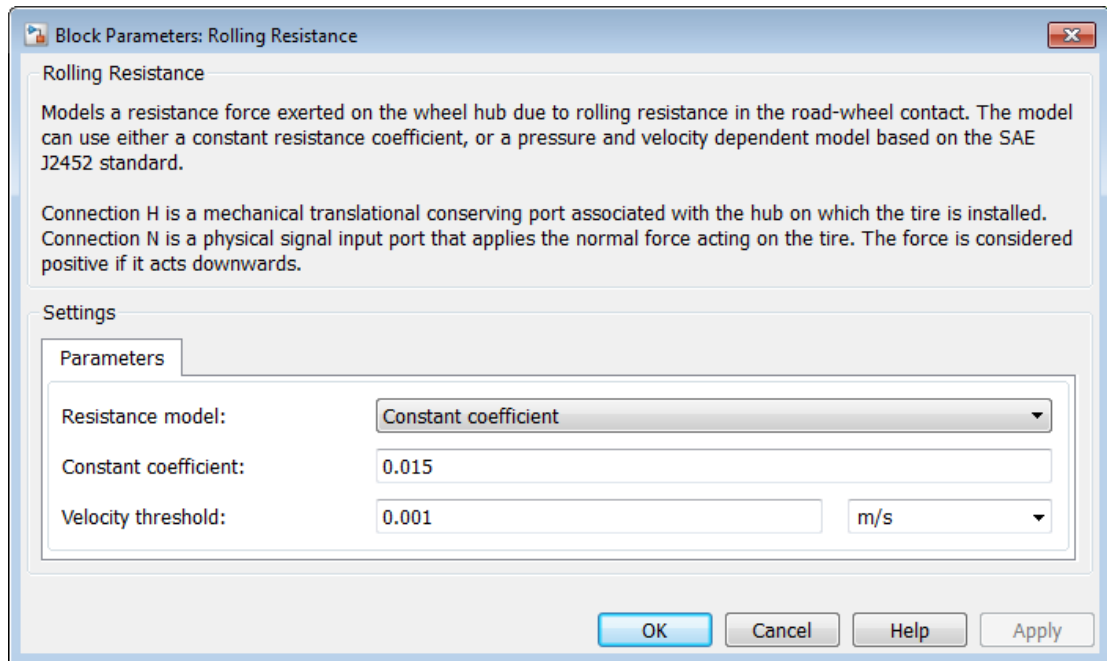 Block Parameters: Rolling Resistance
Rolling Resistance
Models a resistance force exerted on the wheel hub due to rolling resistance in the road-wheel contact. The model
can use either a constant resistance coefficient, or a pressure and velocity dependent model based on the SAE
J2452 standard.
Connection H is a mechanical translational conserving port associated with the hub on which the tire is installed.
Connection N is a physical signal input port that applies the normal force acting on the tire. The force is considered
positive if it acts downwards.
Settings
Parameters
Resistance model: Constant coefficient
Constant coefficient: 0.015
Velocity threshold: 0.001 m/s
OK Cancel Help Apply